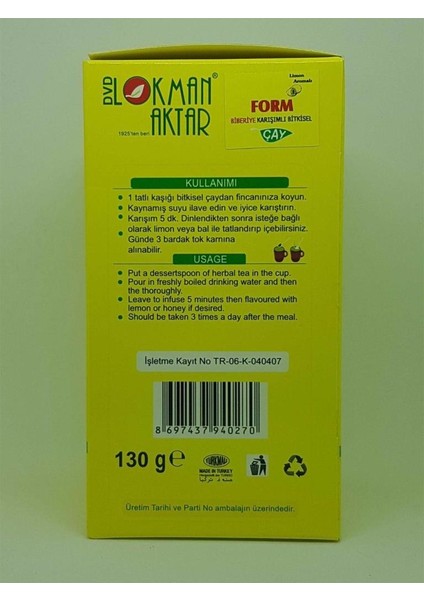 DVD
LOKMAN®
AKTAR
1925'ten beri
Limon
Aromalı
FORM
BİBERİYE KARIŞIMLI BİTKİSEL
ÇAY
KULLANIMI
1 tatlı kaşığı bitkisel çaydan fincanınıza koyun.
Kaynamış suyu ilave edin ve iyice karıştırın.
Karışım 5 dk. Dinlendikten sonra isteğe bağlı
olarak limon veya bal ile tatlandırıp içebilirsiniz.
Günde 3 bardak tok karnına
alınabilir.
USAGE
Put a dessertspoon of herbal tea in the cup.
Pour in freshly boiled drinking water and then
the thoroughly.
Leave to infuse 5 minutes then flavoured with
lemon or honey if desired.
Should be taken 3 times a day after the meal.
İşletme Kayıt No TR-06-K-040407
8 697437 940270
130 g℮
MADE IN TURKEY
Üretim Tarihi ve Parti No ambalajın üzerindedir.